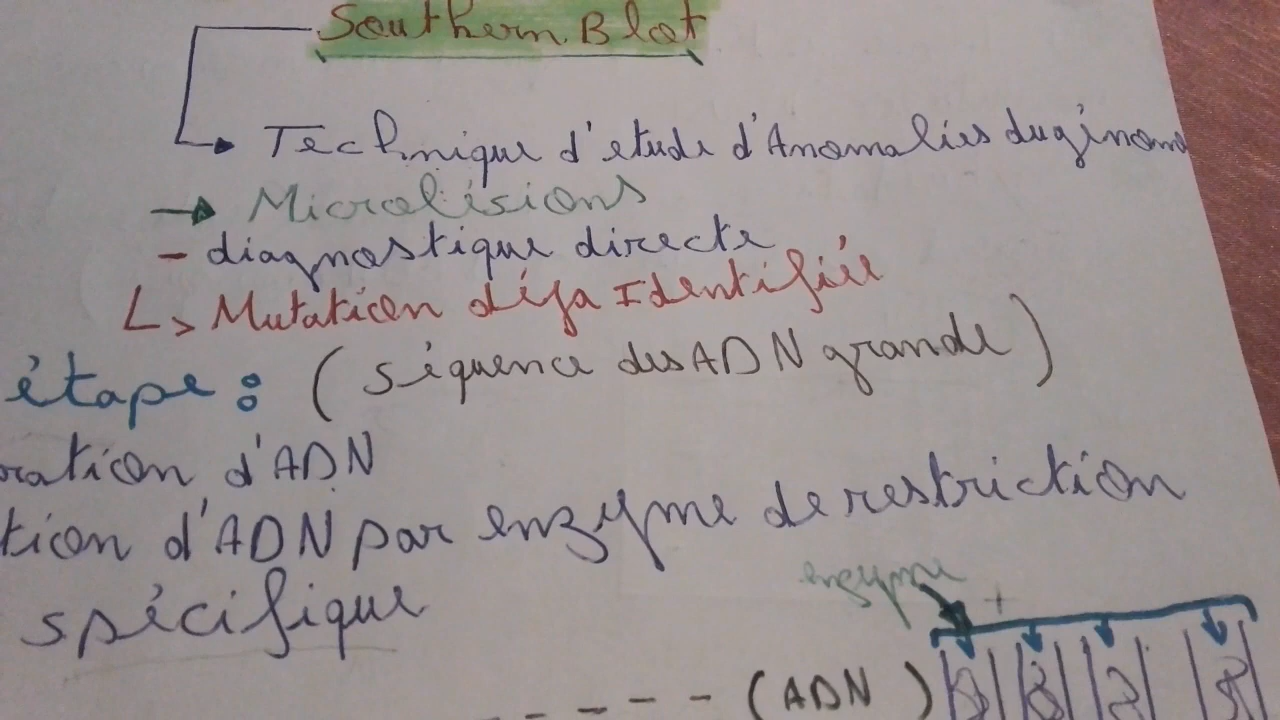 Southern Blot
Technique d'étude d'Anomalies du génome
→ Microlésions
- diagnostique directe
↳ Mutation déja Identifiée
étape : ( séquence des ADN grande )
ration d'ADN
tion d'ADN par enzyme de restriction
spécifique
enzyme
+
---- (ADN)